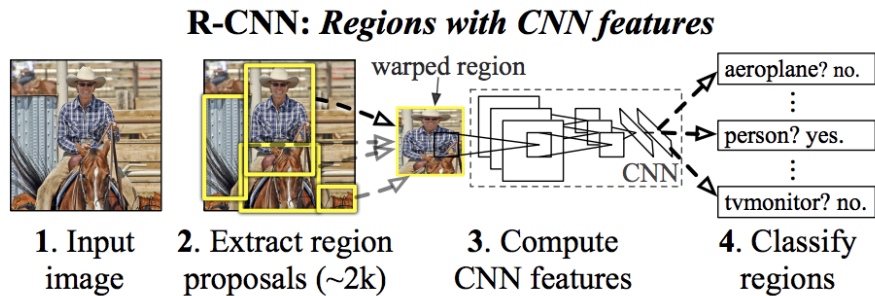 R-CNN: Regions with CNN features
warped region
aeroplane? no.
⋮
person? yes.
⋮
tvmonitor? no.
CNN
1. Input
image
2. Extract region
proposals (~2k)
3. Compute
CNN features
4. Classify
regions